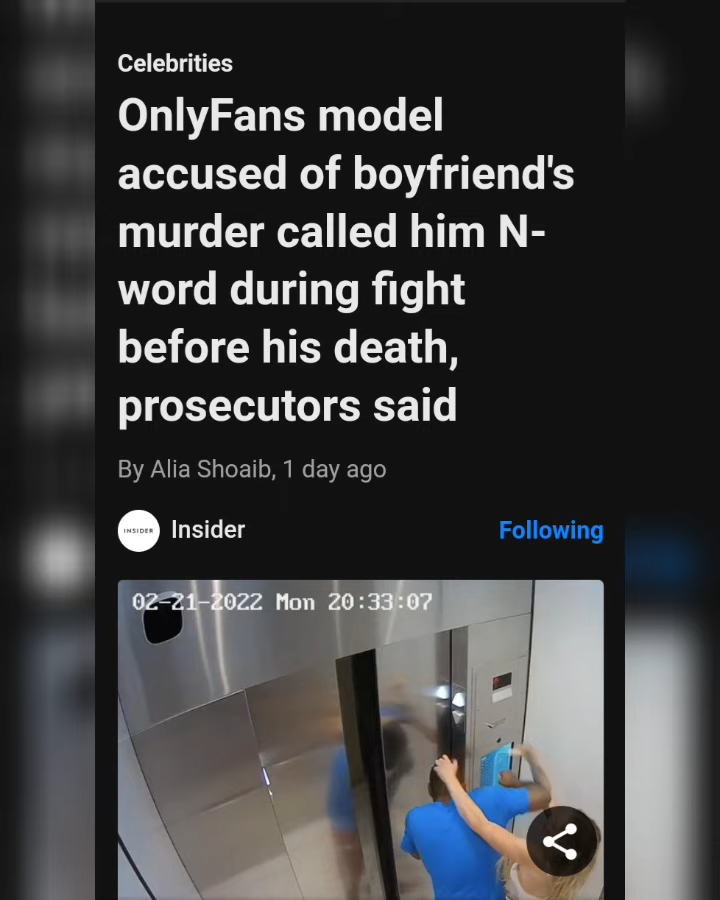 Celebrities
OnlyFans model
accused of boyfriend's
murder called him N-
word during fight
before his death,
prosecutors said
By Alia Shoaib, 1 day ago
INSIDER
Insider
Following
02-21-2022 Mon 20:33:07